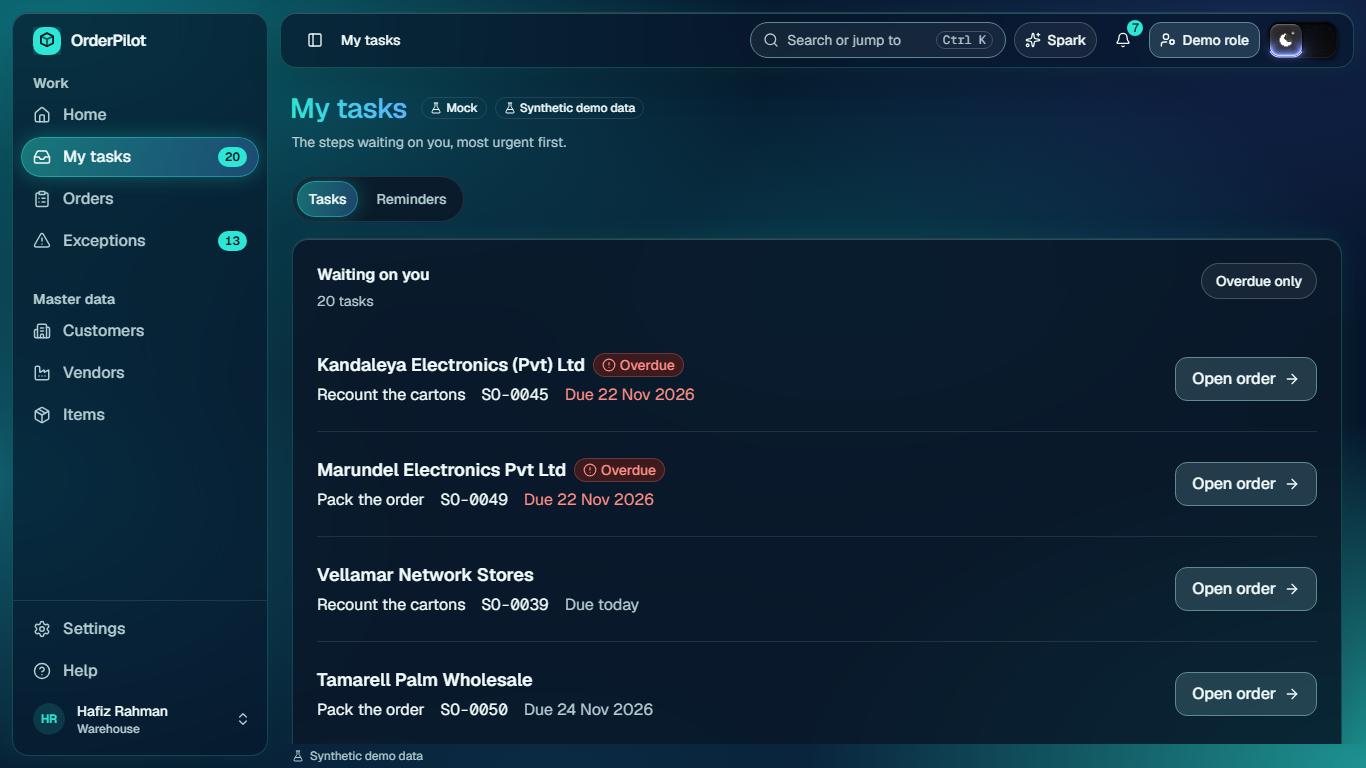 OrderPilot
Work
Home
My tasks 20
Orders
Exceptions 13
Master data
Customers
Vendors
Items
Settings
Help
HR Hafiz Rahman
Warehouse
My tasks
Search or jump to Ctrl K
Spark
7
Demo role
My tasks Mock Synthetic demo data
The steps waiting on you, most urgent first.
Tasks Reminders
Waiting on you
20 tasks
Overdue only
Kandaleya Electronics (Pvt) Ltd Overdue
Recount the cartons SO-0045 Due 22 Nov 2026
Open order
Marundel Electronics Pvt Ltd Overdue
Pack the order SO-0049 Due 22 Nov 2026
Open order
Vellamar Network Stores
Recount the cartons SO-0039 Due today
Open order
Tamarell Palm Wholesale
Pack the order SO-0050 Due 24 Nov 2026
Open order
Synthetic demo data